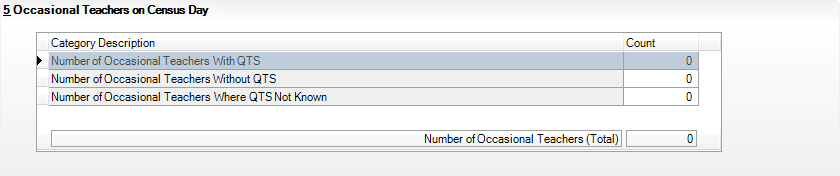 5 Occasional Teachers on Census Day
Category Description Count
Number of Occasional Teachers With QTS 0
Number of Occasional Teachers Without QTS 0
Number of Occasional Teachers Where QTS Not Known 0
Number of Occasional Teachers (Total) 0